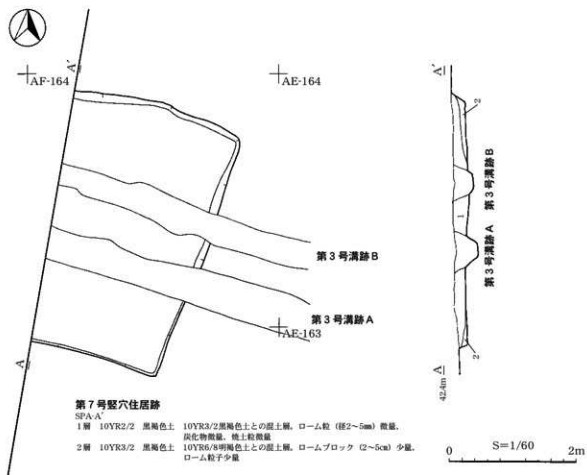 A'
AF-164
AE-164
第3号溝跡B
第3号溝跡A
AE-163
A
A'
2
第3号溝跡B
1
第3号溝跡A
2
A
42.4m
第7号竪穴住居跡
SPA-A'
1層 10YR2/2 黒褐色土 10YR3/2黒褐色土との混土層。ローム粒（径2〜5mm）微量、
炭化物微量、焼土粒微量
2層 10YR3/2 黒褐色土 10YR6/8明褐色土との混土層。ロームブロック（2〜5cm）少量、
ローム粒子少量
S=1/60
0 2m